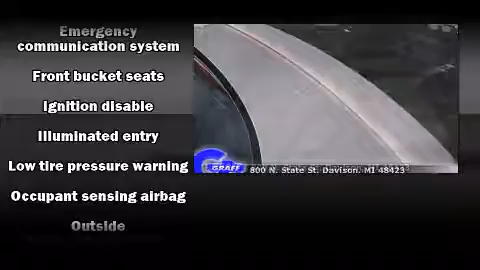 Emergency
communication system
Front bucket seats
Ignition disable
Illuminated entry
Low tire pressure warning
Occupant sensing airbag
Outside
GRAFF
800 N. State St. Davison, MI 48423